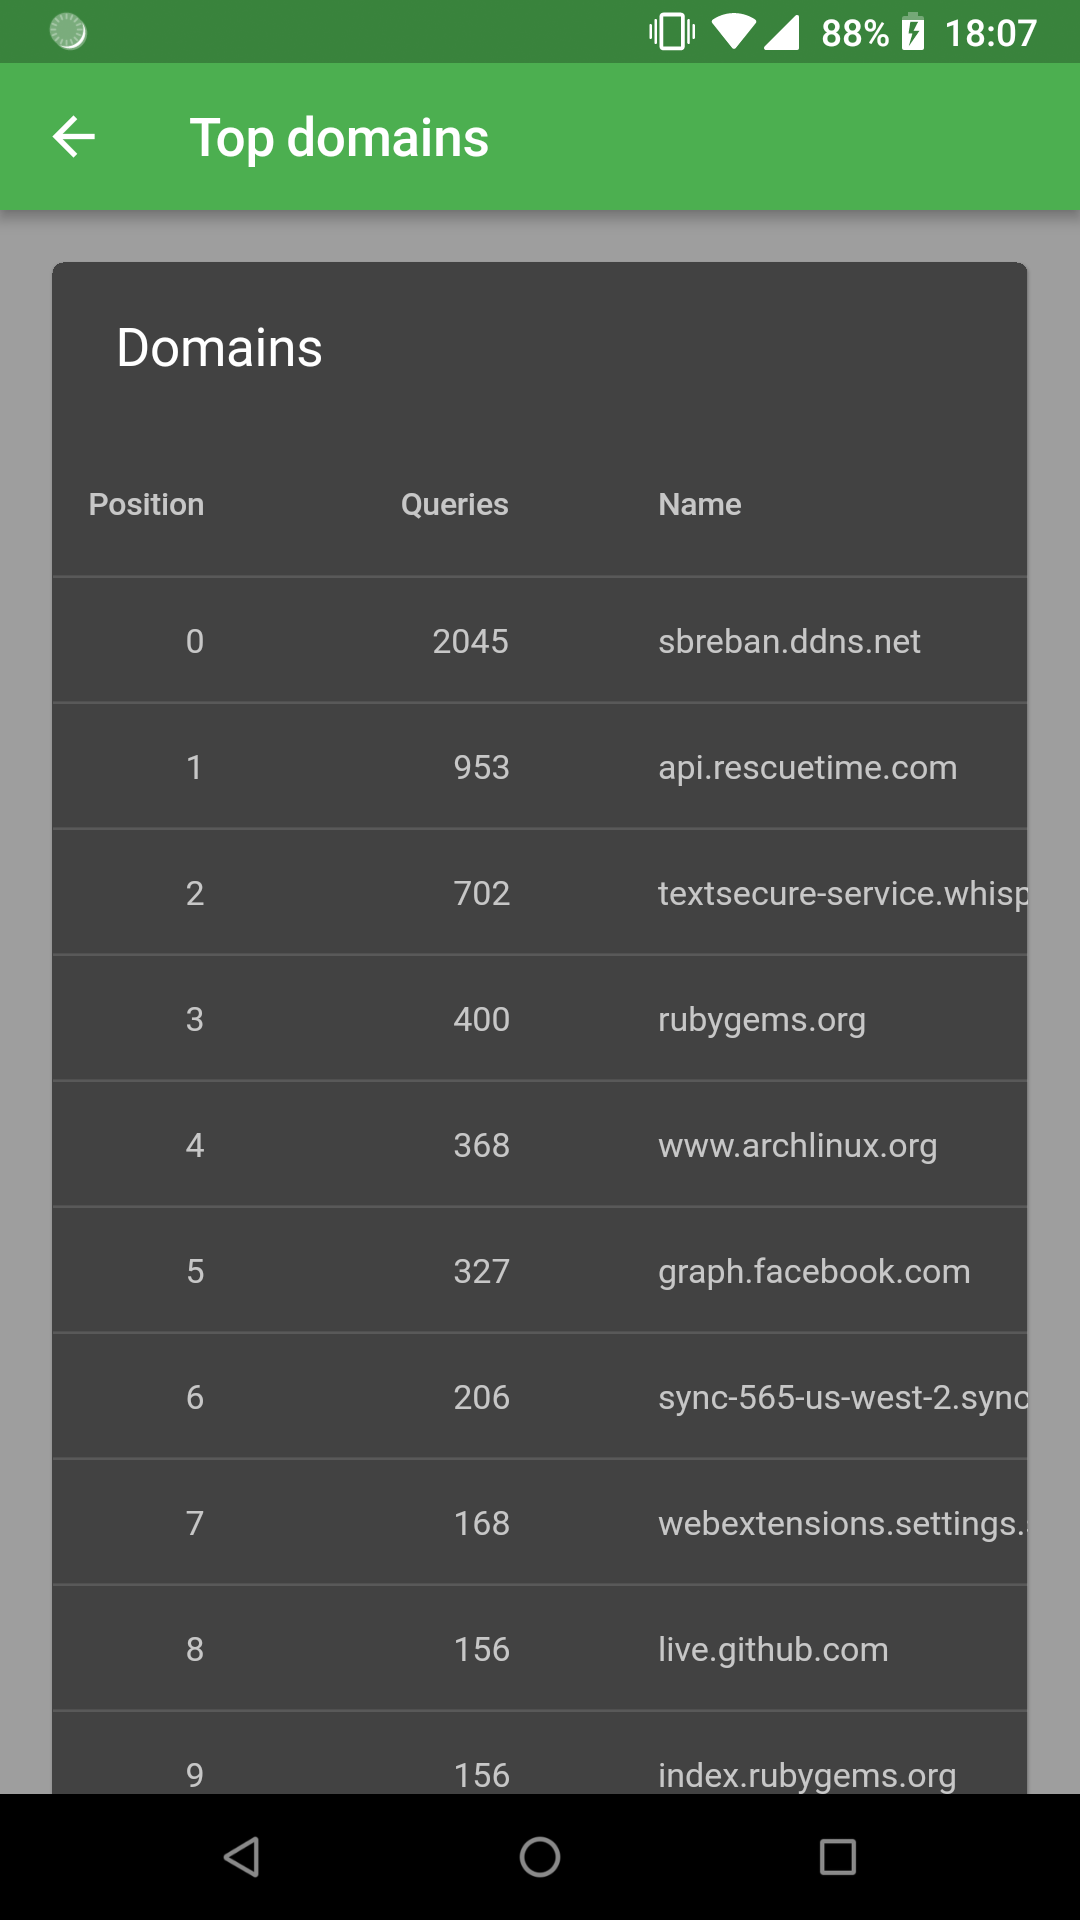 88% 18:07
Top domains
Domains
Position Queries Name
0 2045 sbreban.ddns.net
1 953 api.rescuetime.com
2 702 textsecure-service.whisp
3 400 rubygems.org
4 368 www.archlinux.org
5 327 graph.facebook.com
6 206 sync-565-us-west-2.sync
7 168 webextensions.settings.
8 156 live.github.com
9 156 index.rubygems.org